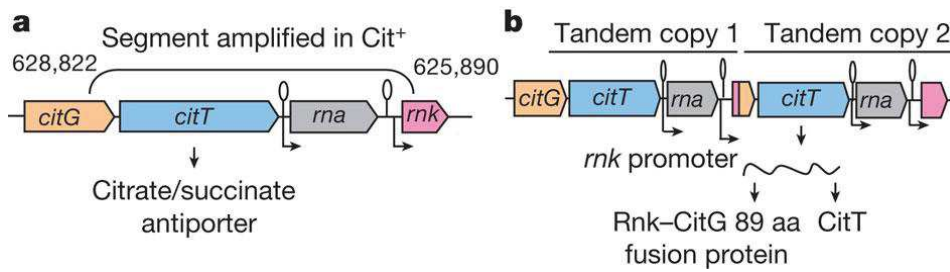 a
Segment amplified in Cit+
628,822
625,890
citG
citT
rna
rnk
Citrate/succinate
antiporter
b
Tandem copy 1
Tandem copy 2
citG
citT
rna
citT
rna
rnk promoter
Rnk–CitG 89 aa
fusion protein
CitT